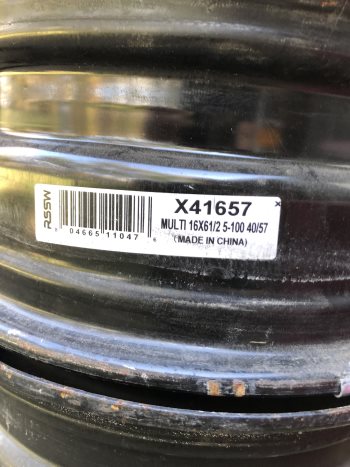 RSSW
04665 11047
X41657
X
MULTI 16X61/2 5-100 40/57
(MADE IN CHINA)